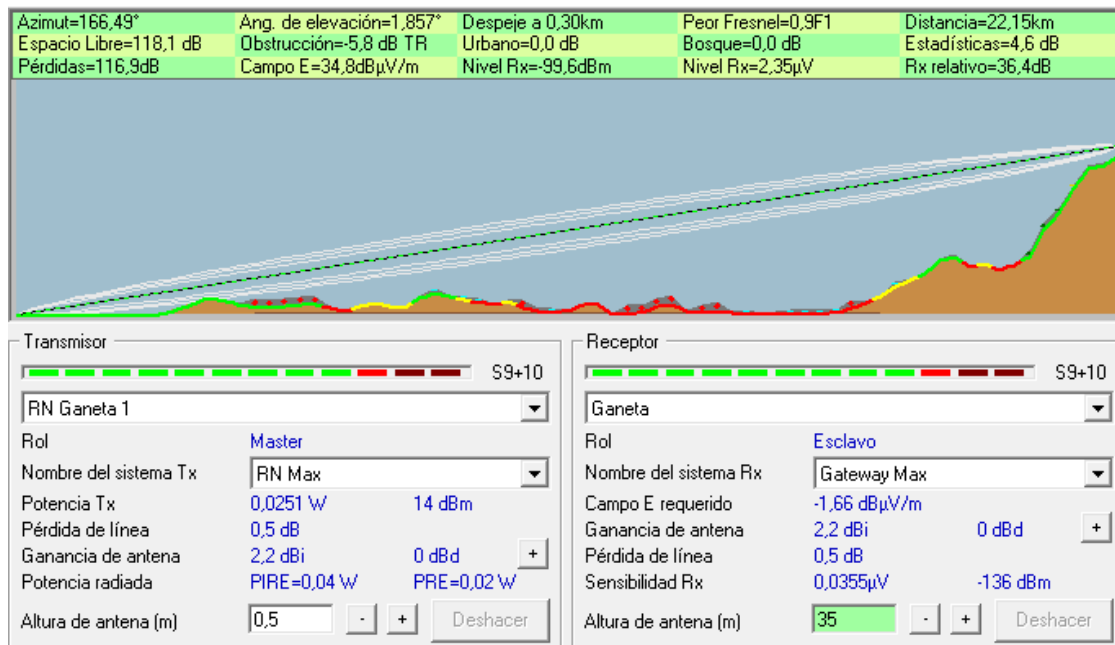 Azimut=166,49° Ang. de elevación=1,857° Despeje a 0,30km Peor Fresnel=0,9F1 Distancia=22,15km
Espacio Libre=118,1 dB Obstrucción=-5,8 dB TR Urbano=0,0 dB Bosque=0,0 dB Estadísticas=4,6 dB
Pérdidas=116,9dB Campo E=34,8dBµV/m Nivel Rx=-99,6dBm Nivel Rx=2,35µV Rx relativo=36,4dB
Transmisor
S9+10
RN Ganeta 1
Rol Master
Nombre del sistema Tx RN Max
Potencia Tx 0,0251 W 14 dBm
Pérdida de línea 0,5 dB
Ganancia de antena 2,2 dBi 0 dBd +
Potencia radiada PIRE=0,04 W PRE=0,02 W
Altura de antena (m) 0,5 - + Deshacer
Receptor
S9+10
Ganeta
Rol Esclavo
Nombre del sistema Rx Gateway Max
Campo E requerido -1,66 dBµV/m
Ganancia de antena 2,2 dBi 0 dBd +
Pérdida de línea 0,5 dB
Sensibilidad Rx 0,0355µV -136 dBm
Altura de antena (m) 35 - + Deshacer